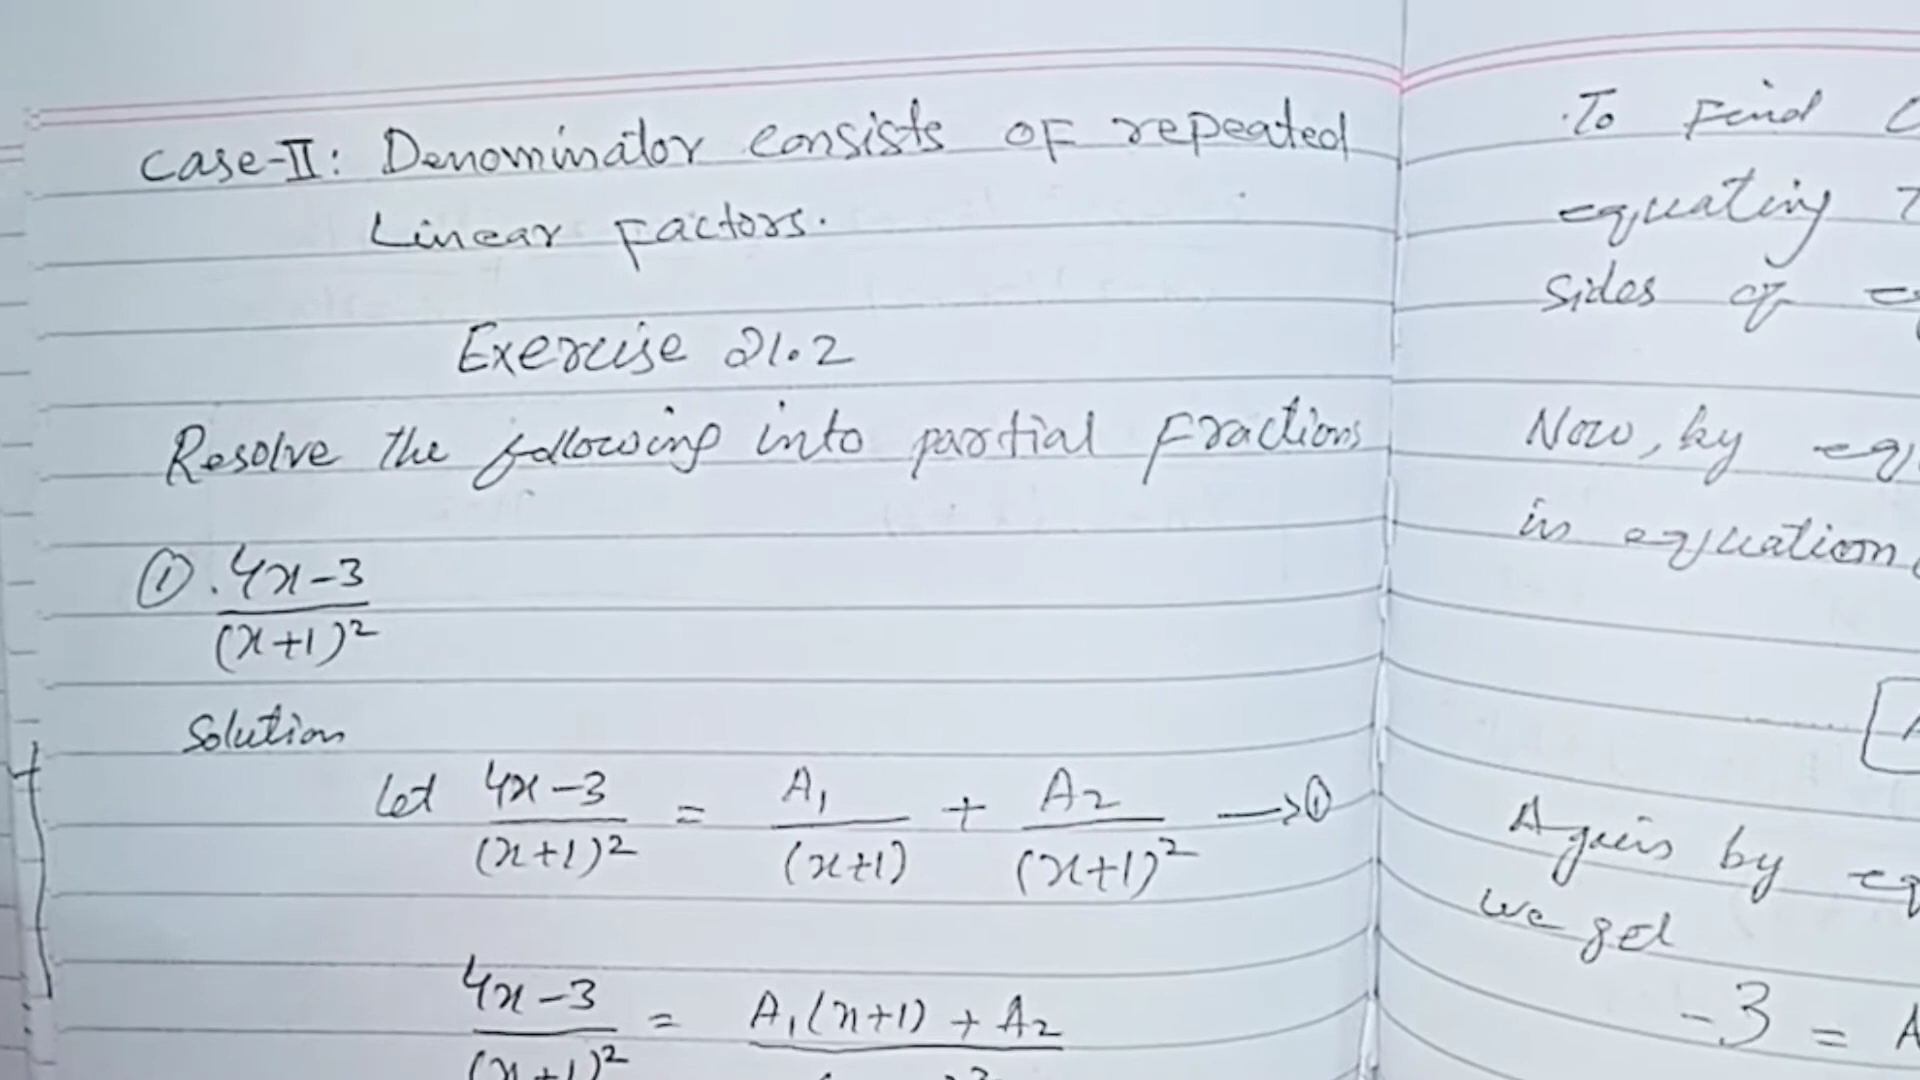 Case-II: Denominator consists of repeated
Linear Factors.
Exercise 21.2
Resolve the following into partial fractions
① . 4x-3
(x+1)²
Solution
Let 4x-3 = A₁ + A₂ → ①
(x+1)² (x+1) (x+1)²
4x-3 = A₁(x+1) + A₂
(x+1)²
To Find
equating
sides of
Now, by
in equation
Again by
we get
-3 = A